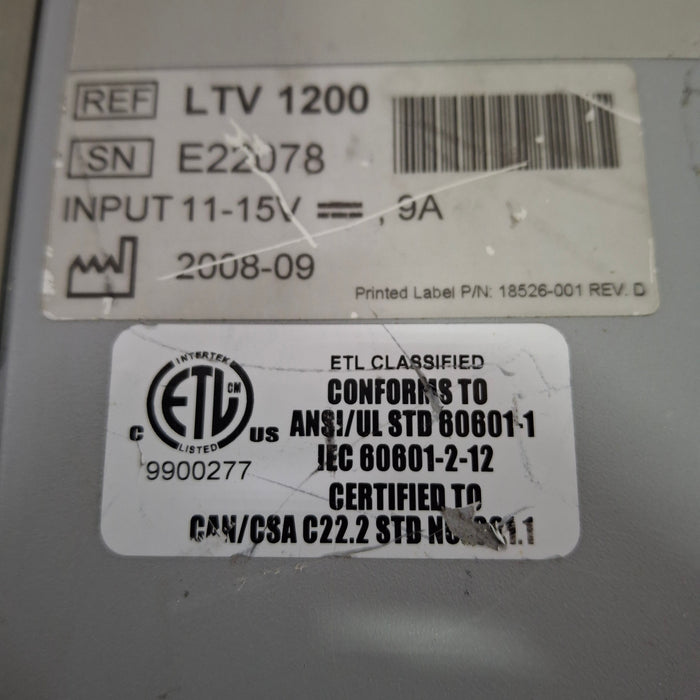 REF LTV 1200
SN E22078
INPUT 11-15V , 9A
2008-09
Printed Label P/N: 18526-001 REV. D
INTERTEK
ETL CM
LISTED
C US
9900277
ETL CLASSIFIED
CONFORMS TO
ANSI/UL STD 60601-1
IEC 60601-2-12
CERTIFIED TO
CAN/CSA C22.2 STD